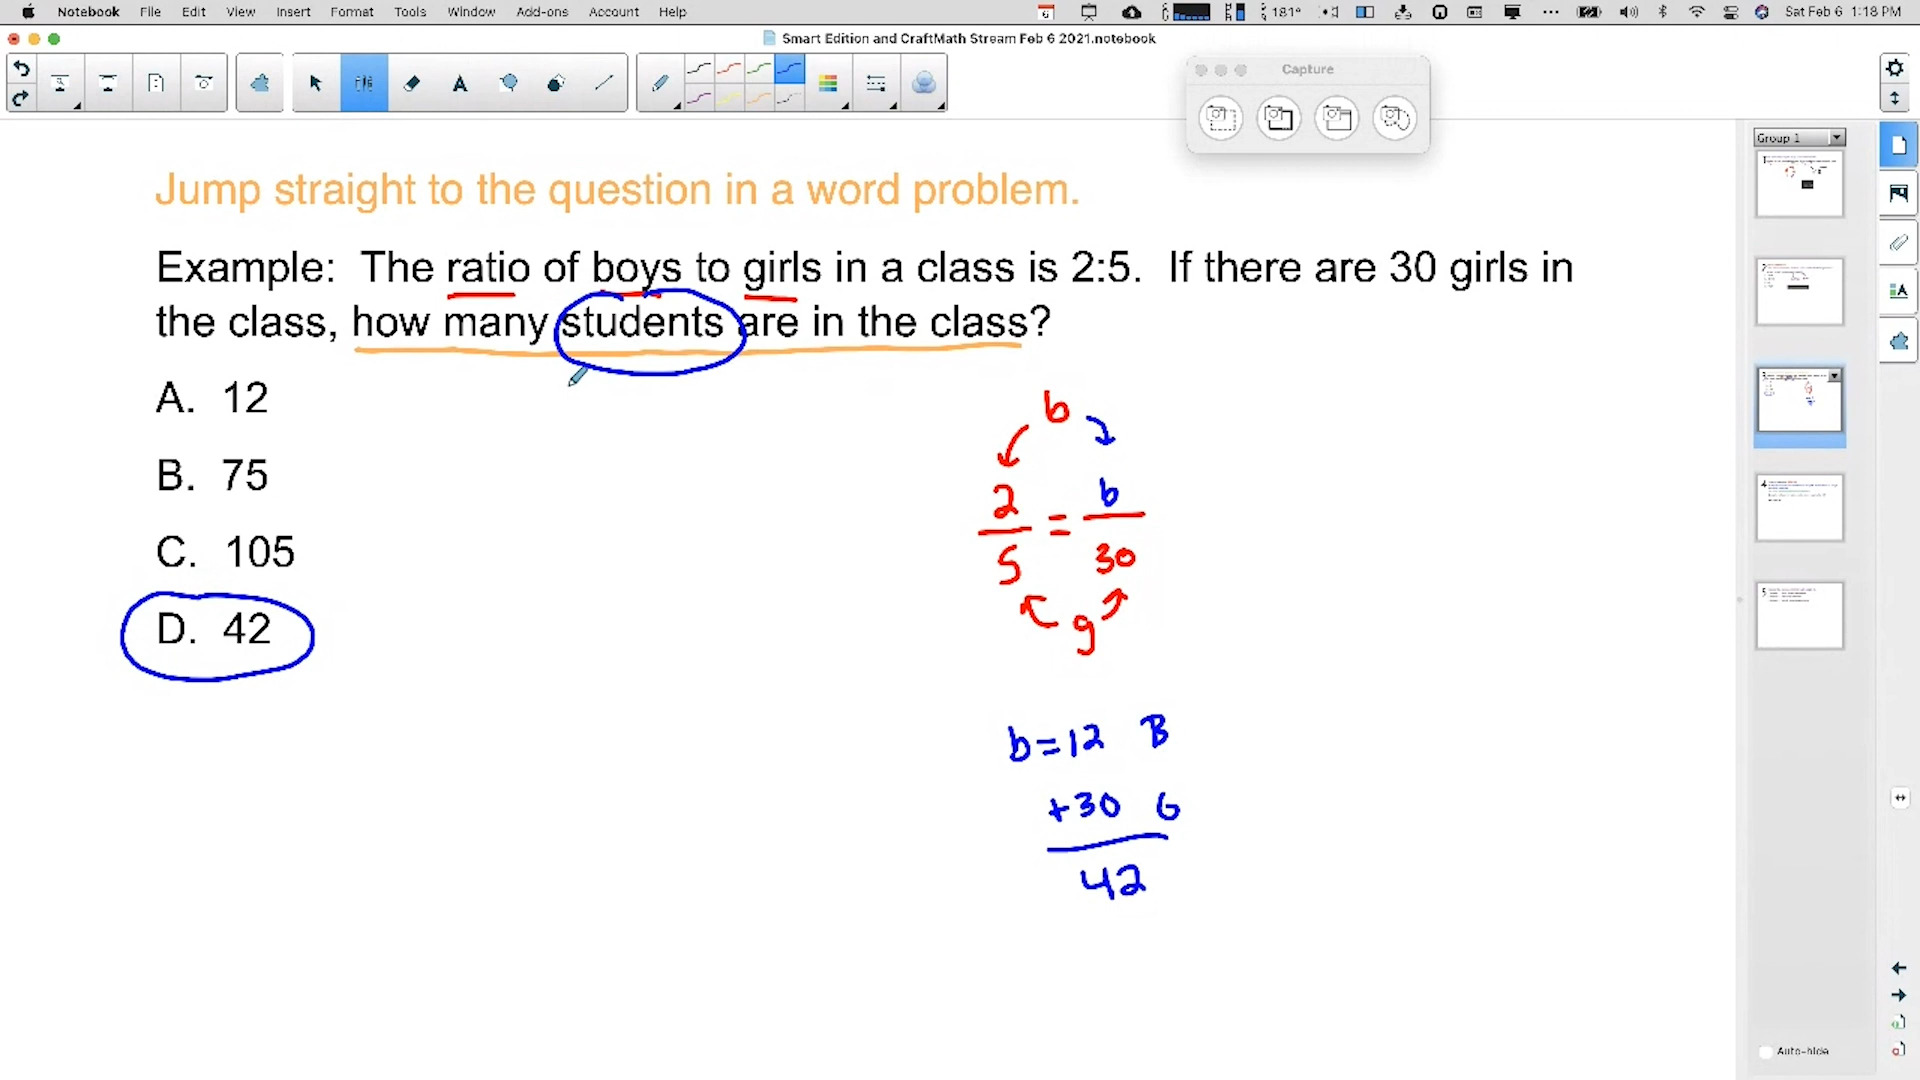 Notebook File Edit View Insert Format Tools Window Add-ons Account Help 181° Sat Feb 6 1:18 PM
Smart Edition and CraftMath Stream Feb 6 2021.notebook
Capture
Group 1
Jump straight to the question in a word problem.
Example: The ratio of boys to girls in a class is 2:5. If there are 30 girls in
the class, how many students are in the class?
A. 12
B. 75
C. 105
D. 42
b
2 b
=
5 30
g
b=12 B
+30 G
42
Auto-hide